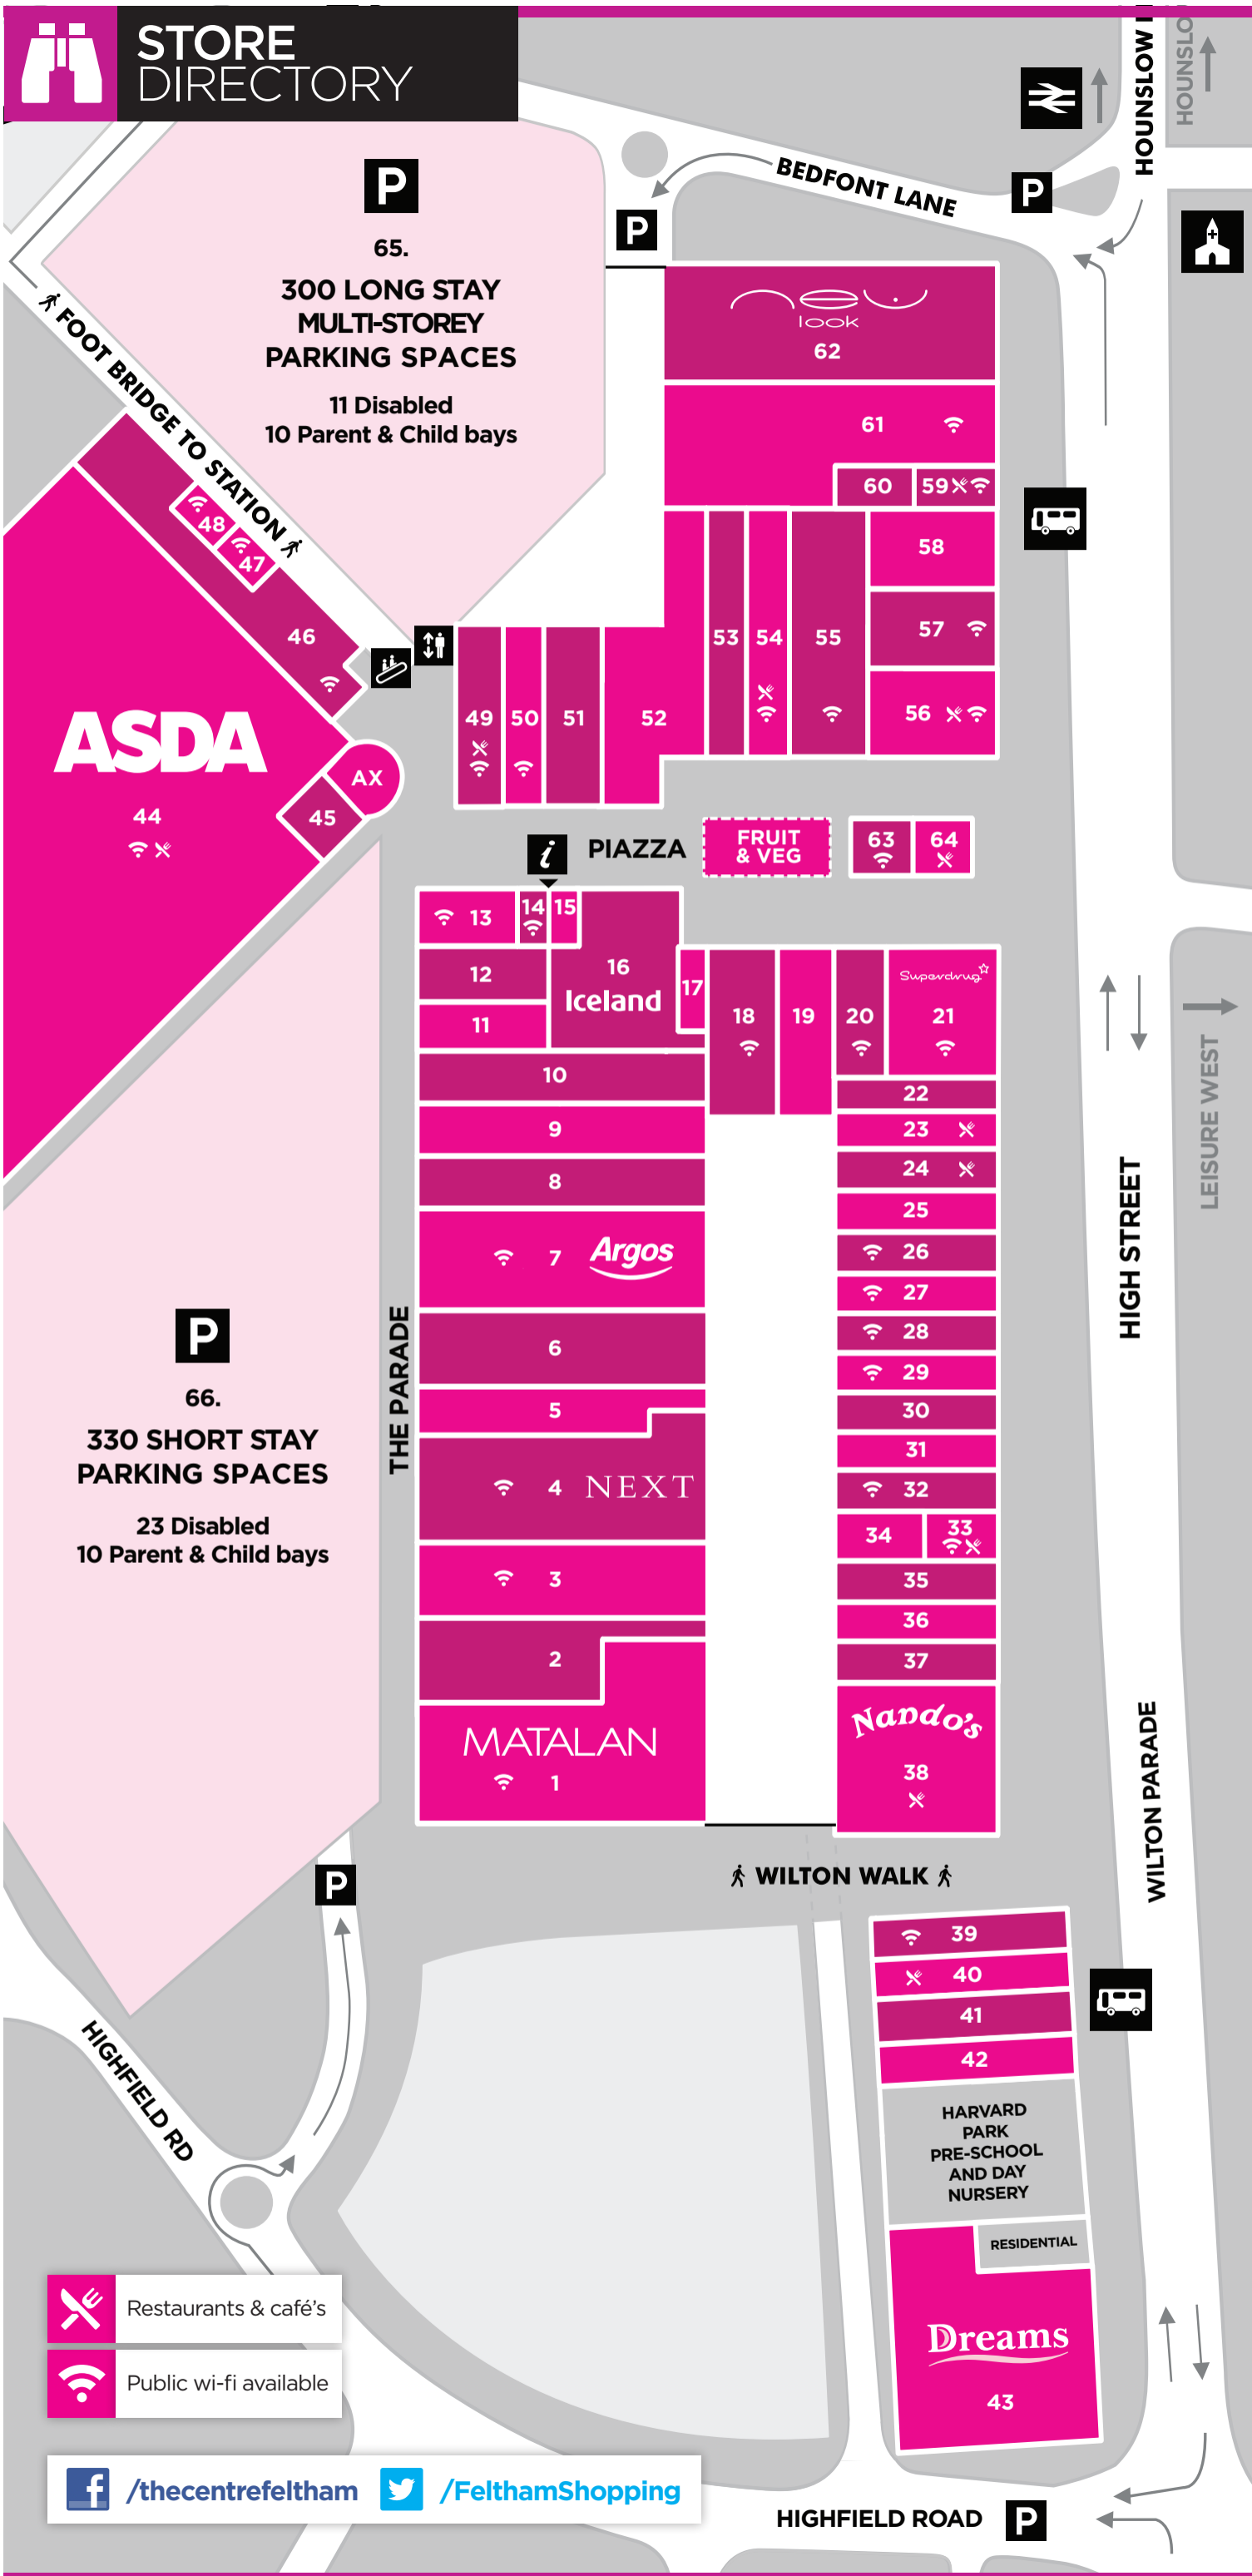 STORE
DIRECTORY
HOUNSLOW
HOUNSLO
BEDFONT LANE
P
P
P
65.
300 LONG STAY
MULTI-STOREY
PARKING SPACES
11 Disabled
10 Parent & Child bays
FOOT BRIDGE TO STATION
new
look
62
61
60
59
58
57
56
55
54
53
52
51
50
49
48
47
46
ASDA
44
45
AX
i
PIAZZA
FRUIT
& VEG
63
64
13
14
15
12
16
Iceland
11
17
18
19
20
Superdrug
21
10
9
8
7
Argos
6
5
4
NEXT
3
2
MATALAN
1
22
23
24
25
26
27
28
29
30
31
32
34
33
35
36
37
Nando's
38
THE PARADE
HIGH STREET
LEISURE WEST
P
66.
330 SHORT STAY
PARKING SPACES
23 Disabled
10 Parent & Child bays
P
WILTON WALK
WILTON PARADE
39
40
41
42
HARVARD
PARK
PRE-SCHOOL
AND DAY
NURSERY
RESIDENTIAL
Dreams
43
HIGHFIELD RD
Restaurants & café's
Public wi-fi available
f
/thecentrefeltham
/FelthamShopping
HIGHFIELD ROAD
P